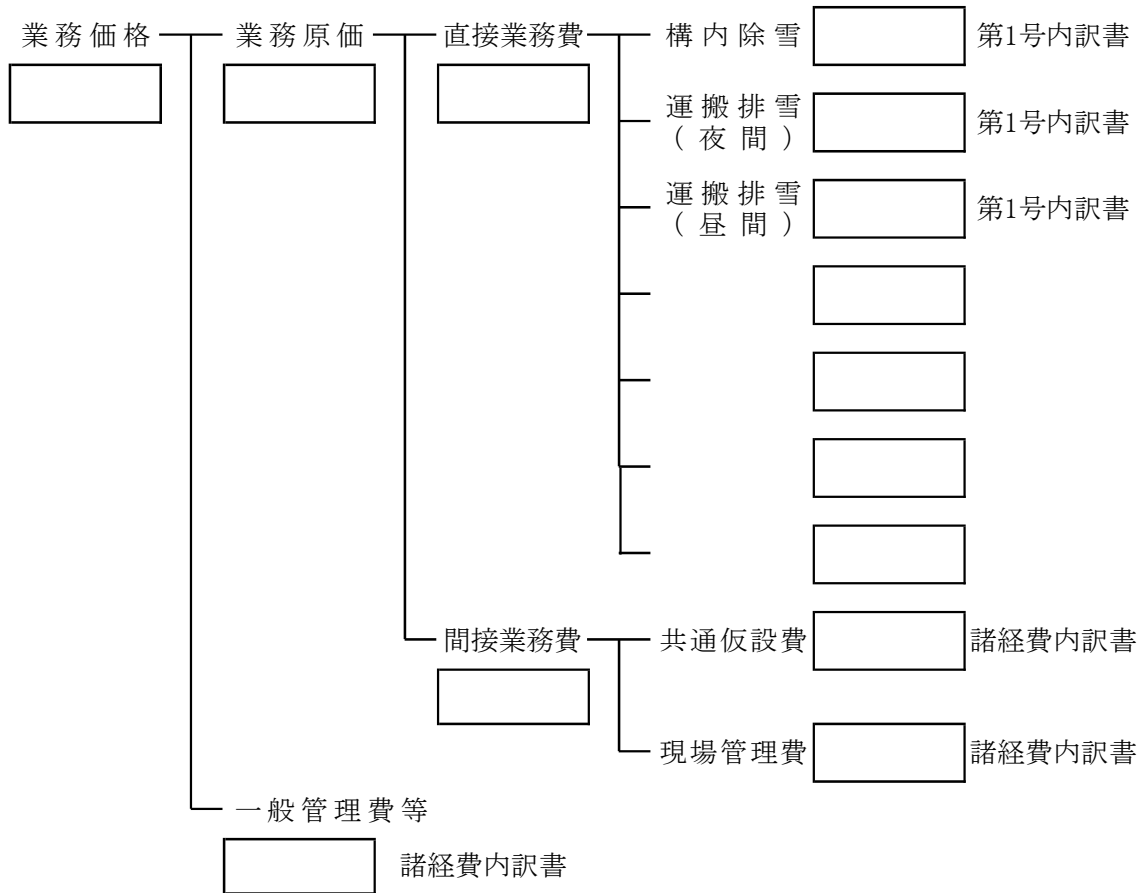 業務価格
業務原価
直接業務費
構内除雪
第1号内訳書
運搬排雪
(夜間)
第1号内訳書
運搬排雪
(昼間)
第1号内訳書
間接業務費
共通仮設費
諸経費内訳書
現場管理費
諸経費内訳書
一般管理費等
諸経費内訳書